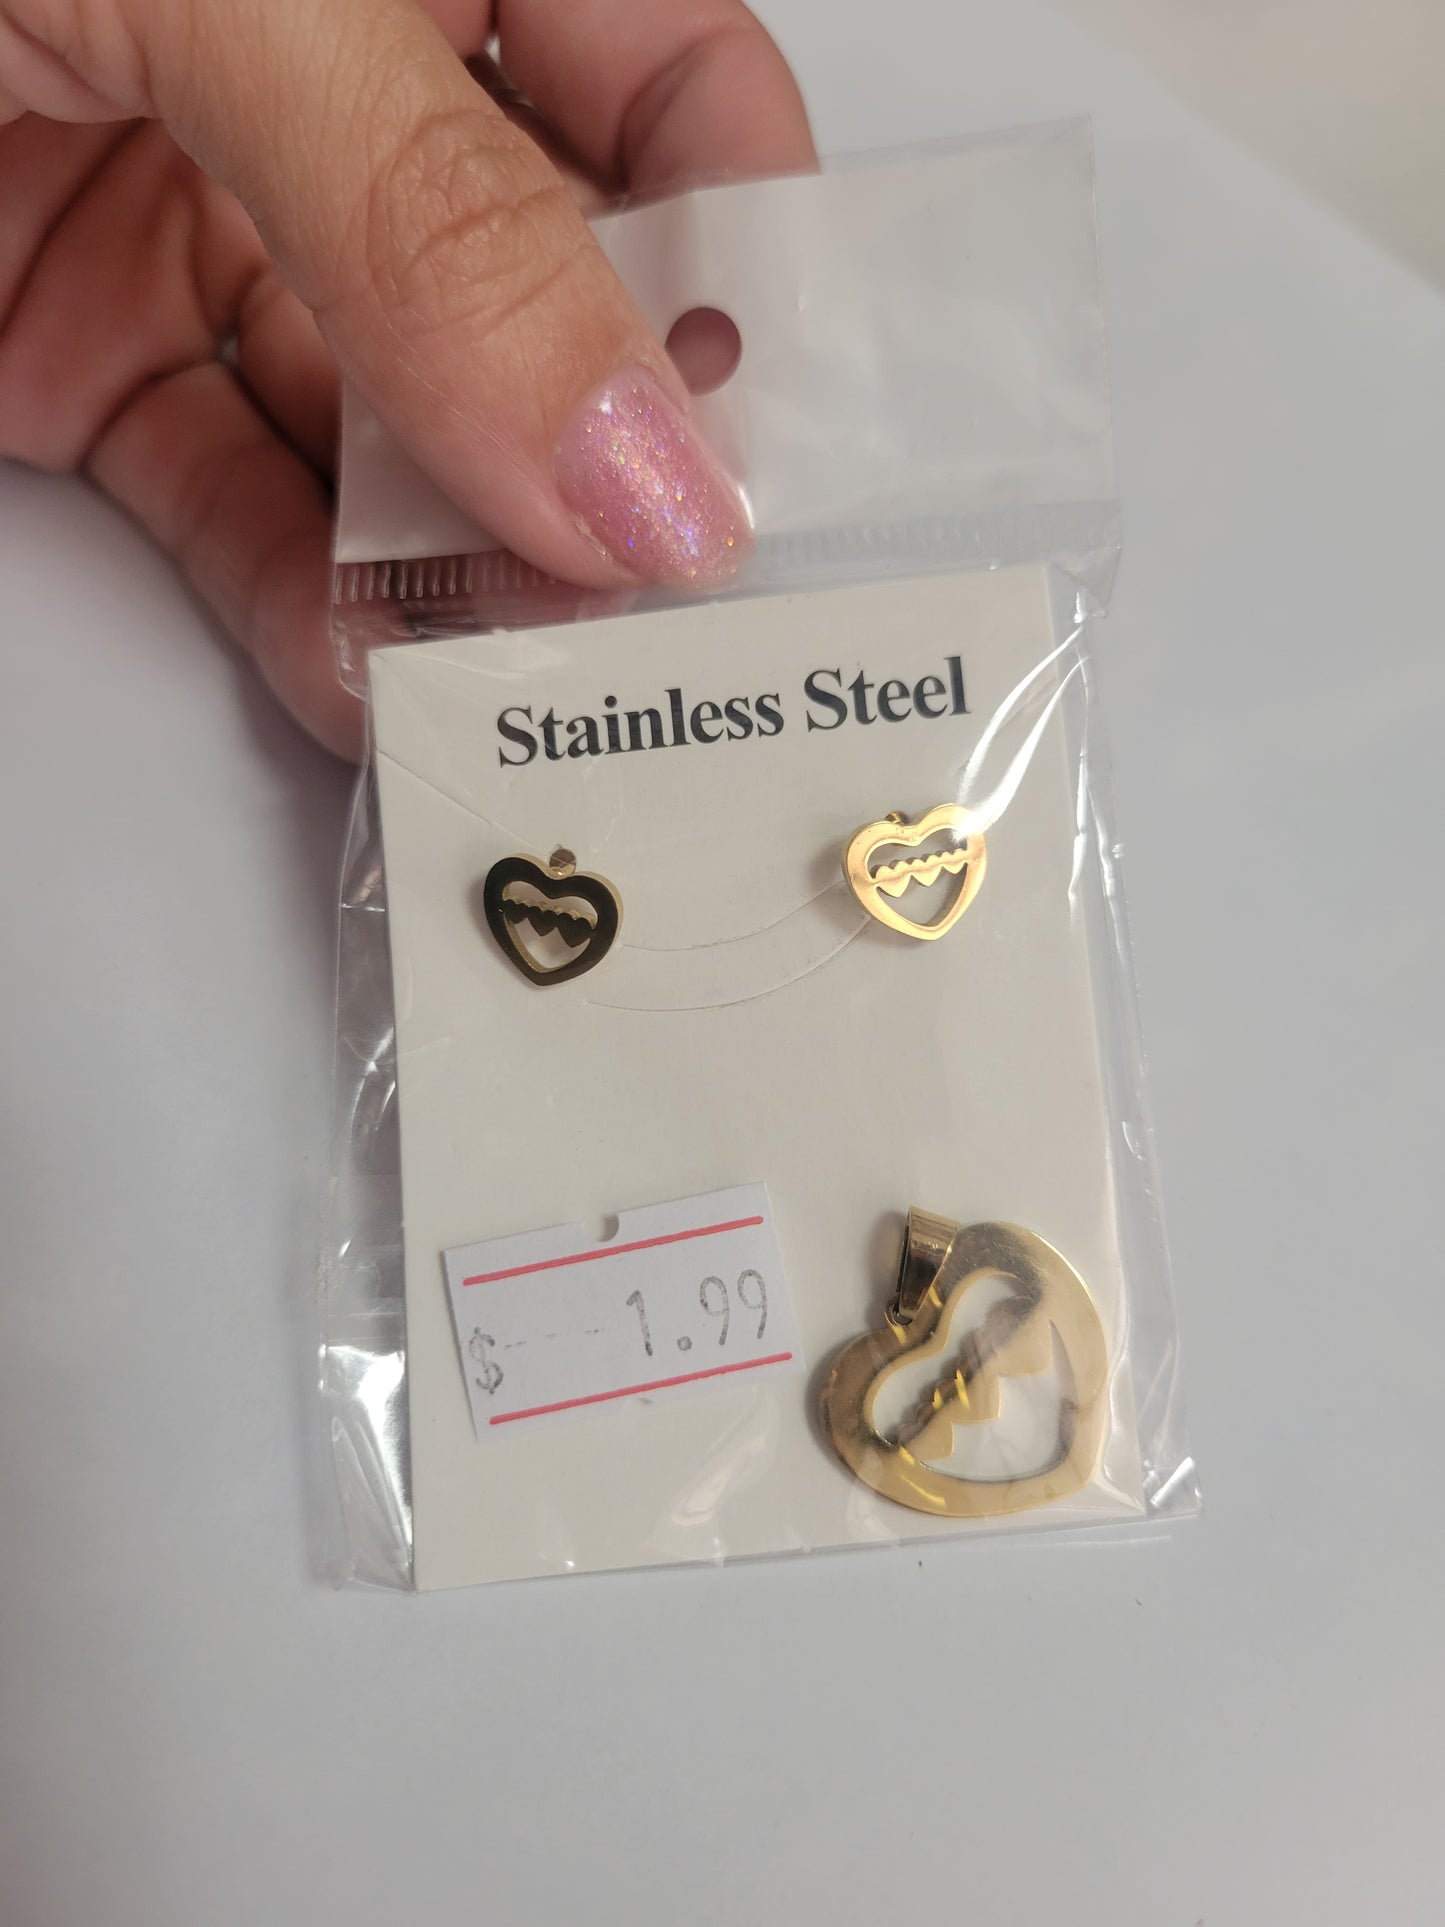 Stainless Steel
$ ---- 1.99